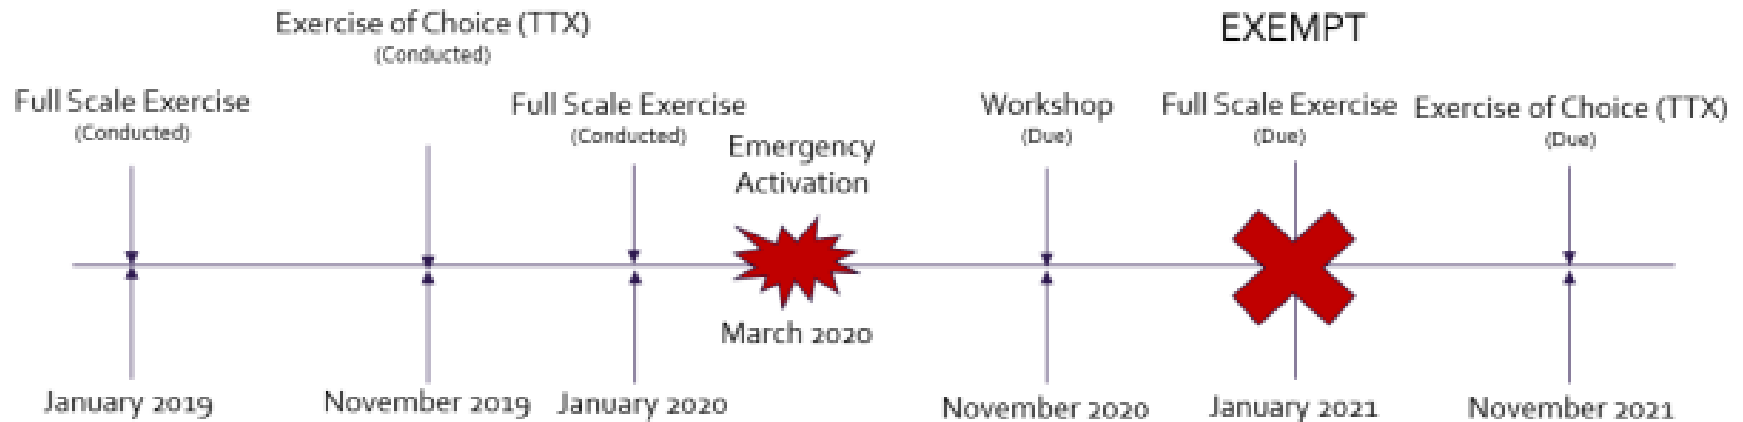 Exercise of Choice (TTX)
(Conducted)
EXEMPT
Full Scale Exercise
(Conducted)
Full Scale Exercise
(Conducted)
Emergency
Activation
Workshop
(Due)
Full Scale Exercise
(Due)
Exercise of Choice (TTX)
(Due)
March 2020
January 2019
November 2019
January 2020
November 2020
January 2021
November 2021